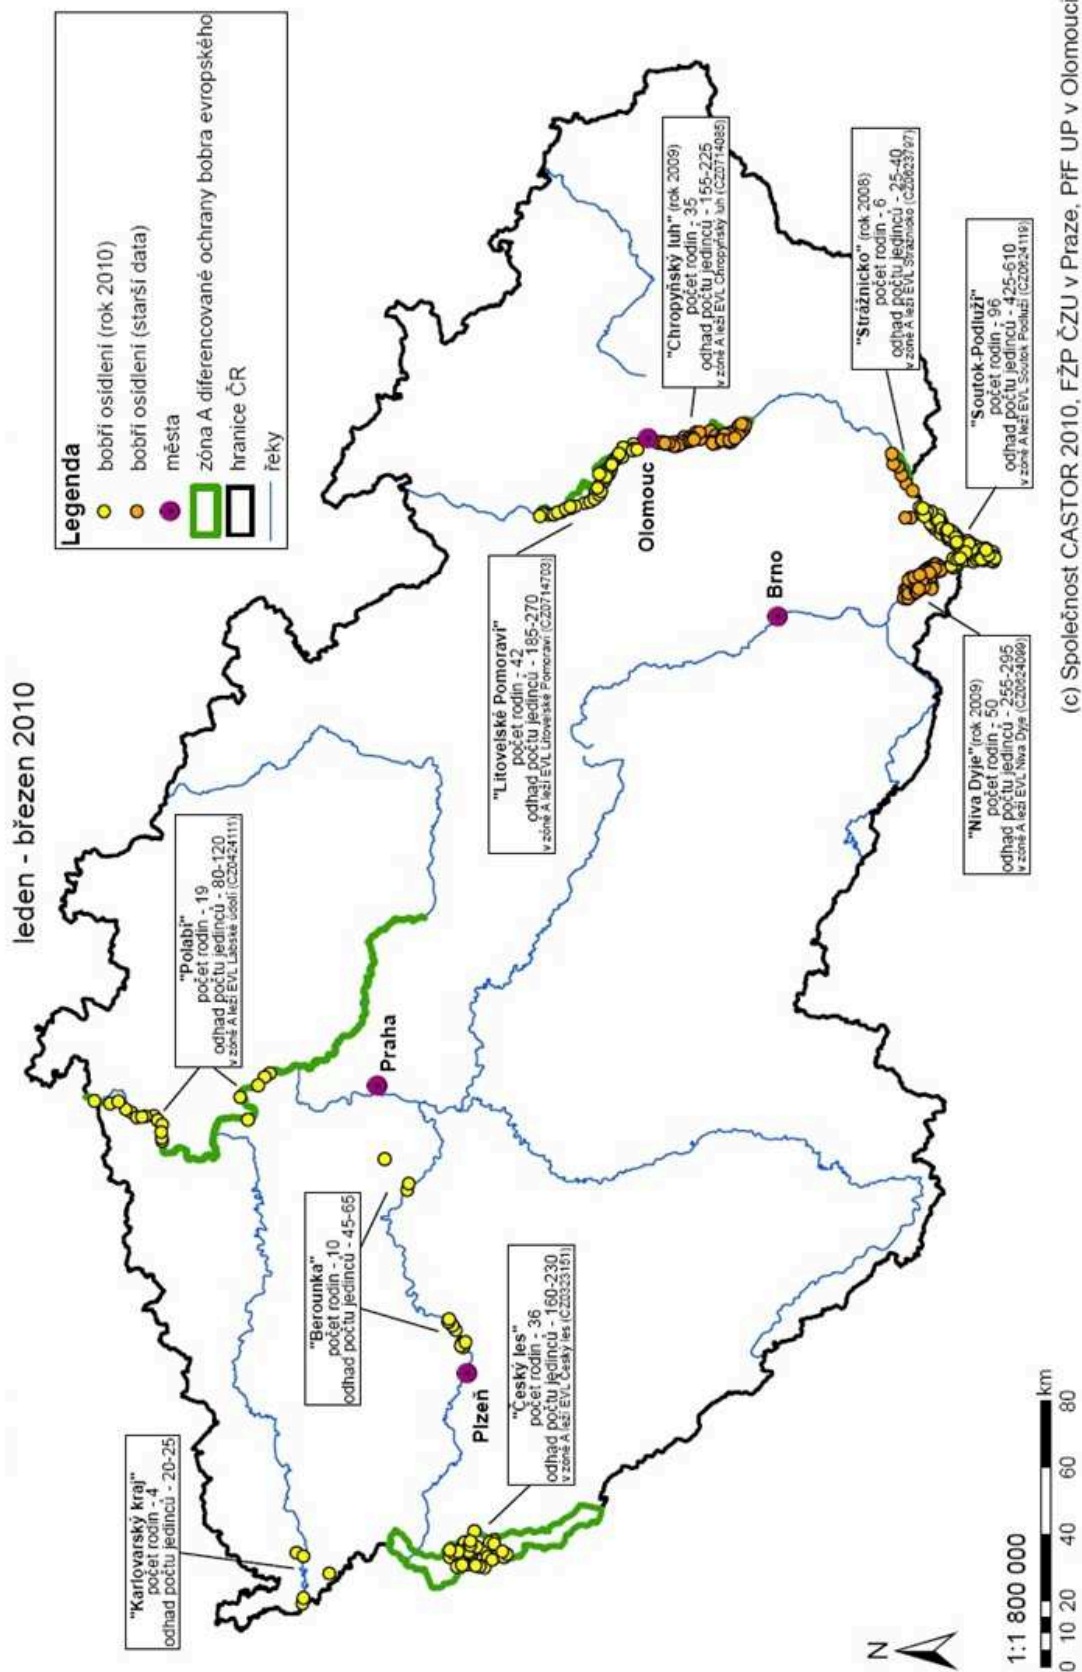 leden - březen 2010
Legenda
bobří osídlení (rok 2010)
bobří osídlení (starší data)
města
zóna A diferencované ochrany bobra evropského
hranice ČR
řeky
"Karlovarský kraj"
počet rodin - 4
odhad počtu jedinců - 20-25
"Polabí"
počet rodin - 19
odhad počtu jedinců - 80-120
v zóně A leží EVL Labské údolí (CZ0424111)
"Berounka"
počet rodin - 10
odhad počtu jedinců - 45-65
Praha
Plzeň
"Český les"
počet rodin - 36
odhad počtu jedinců - 160-230
v zóně A leží EVL Český les (CZ0323151)
"Litovelské Pomoraví"
počet rodin - 42
odhad počtu jedinců - 185-270
v zóně A leží EVL Litovelské Pomoraví (CZ0714703)
Olomouc
"Chropyňský luh" (rok 2009)
počet rodin - 35
odhad počtu jedinců - 155-225
v zóně A leží EVL Chropyňský luh (CZ0714085)
Brno
"Strážnicko" (rok 2008)
počet rodin - 6
odhad počtu jedinců - 25-40
v zóně A leží EVL Strážnicko (CZ0623797)
"Niva Dyje" (rok 2009)
počet rodin - 50
odhad počtu jedinců - 255-295
v zóně A leží EVL Niva Dyje (CZ0624099)
"Soutok-Podluží"
počet rodin - 96
odhad počtu jedinců - 425-610
v zóně A leží EVL Soutok Podluží (CZ0624119)
N
1:1 800 000
0 10 20 40 60 80 km
(c) Společnost CASTOR 2010, FŽP ČZU v Praze, PřF UP v Olomouci